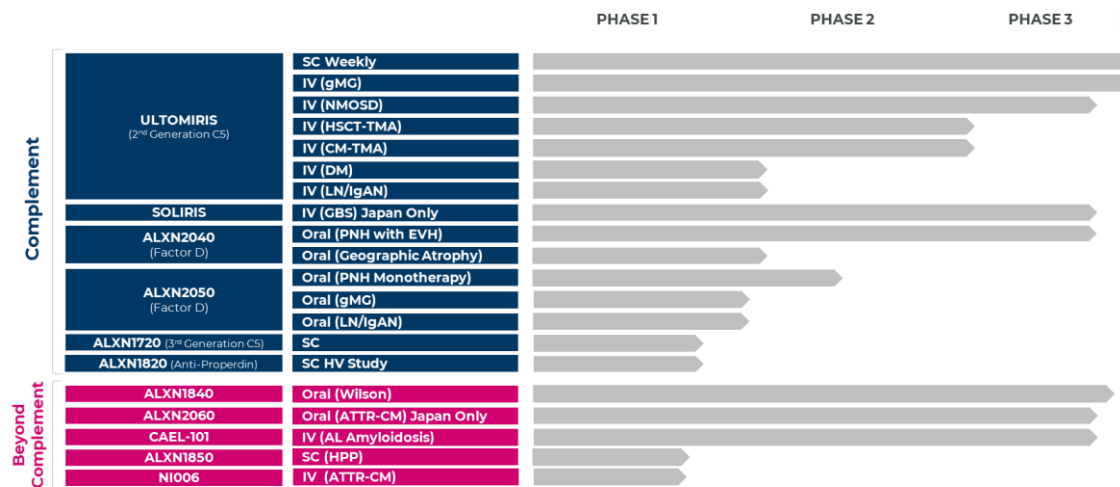 PHASE 1 PHASE 2 PHASE 3
Complement
ULTOMIRIS
(2nd Generation C5)
SC Weekly
IV (gMG)
IV (NMOSD)
IV (HSCT-TMA)
IV (CM-TMA)
IV (DM)
IV (LN/IgAN)
SOLIRIS
IV (GBS) Japan Only
ALXN2040
(Factor D)
Oral (PNH with EVH)
Oral (Geographic Atrophy)
ALXN2050
(Factor D)
Oral (PNH Monotherapy)
Oral (gMG)
Oral (LN/IgAN)
ALXN1720 (3rd Generation C5)
SC
ALXN1820 (Anti-Properdin)
SC HV Study
Beyond
Complement
ALXN1840
Oral (Wilson)
ALXN2060
Oral (ATTR-CM) Japan Only
CAEL-101
IV (AL Amyloidosis)
ALXN1850
SC (HPP)
NI006
IV (ATTR-CM)